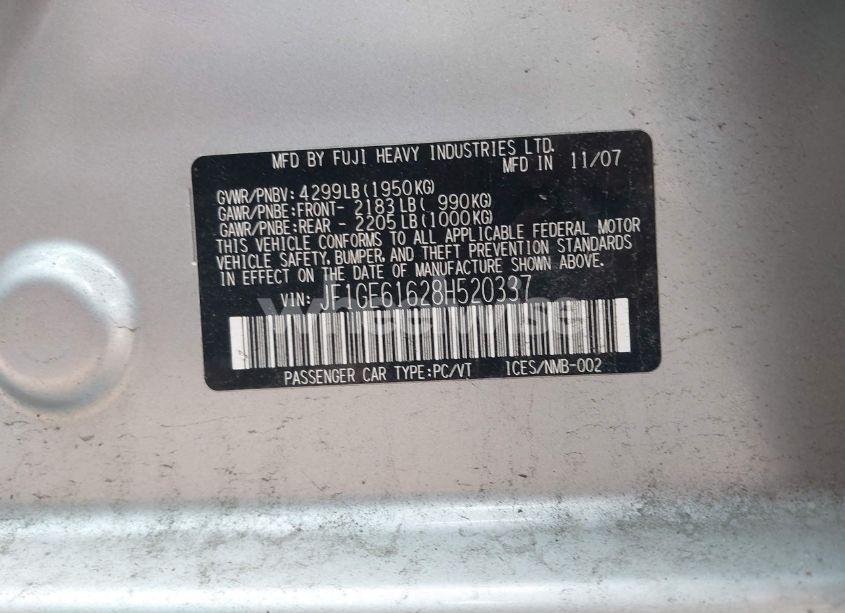 MFD BY FUJI HEAVY INDUSTRIES LTD.
MFD IN 11/07
GVWR/PNBV: 4299LB(1950KG)
GAWR/PNBE:FRONT- 2183LB( 990KG)
GAWR/PNBE:REAR - 2205LB(1000KG)
THIS VEHICLE CONFORMS TO ALL APPLICABLE FEDERAL MOTOR
VEHICLE SAFETY, BUMPER, AND THEFT PREVENTION STANDARDS
IN EFFECT ON THE DATE OF MANUFACTURE SHOWN ABOVE.
VIN: JF1GE61628H520337
Wheelwise
PASSENGER CAR TYPE:PC/VT ICES/NMB-002